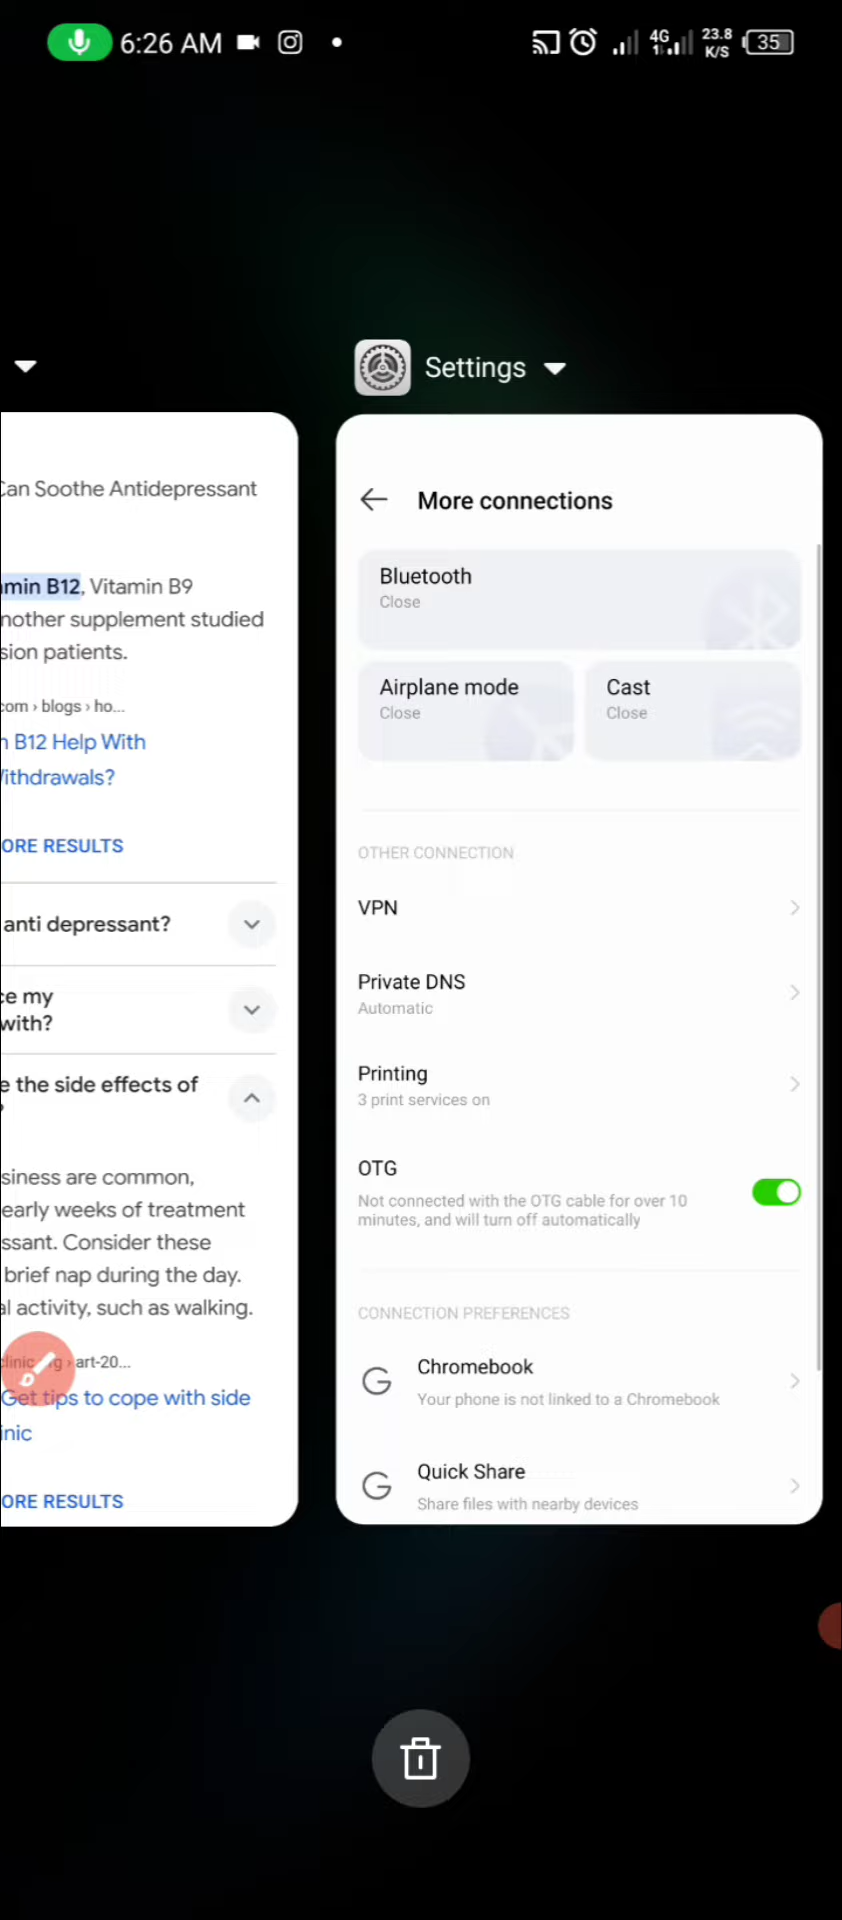 6:26 AM
4G
23.8
K/S
35
Settings
Can Soothe Antidepressant
min B12, Vitamin B9
nother supplement studied
sion patients.
com › blogs › ho...
n B12 Help With
Withdrawals?
ORE RESULTS
anti depressant?
ce my
with?
e the side effects of
?
siness are common,
early weeks of treatment
ssant. Consider these
brief nap during the day.
al activity, such as walking.
clinic
g › art-20...
Get tips to cope with side
inic
ORE RESULTS
More connections
Bluetooth
Close
Airplane mode
Close
Cast
Close
OTHER CONNECTION
VPN
Private DNS
Automatic
Printing
3 print services on
OTG
Not connected with the OTG cable for over 10
minutes, and will turn off automatically
CONNECTION PREFERENCES
Chromebook
Your phone is not linked to a Chromebook
Quick Share
Share files with nearby devices